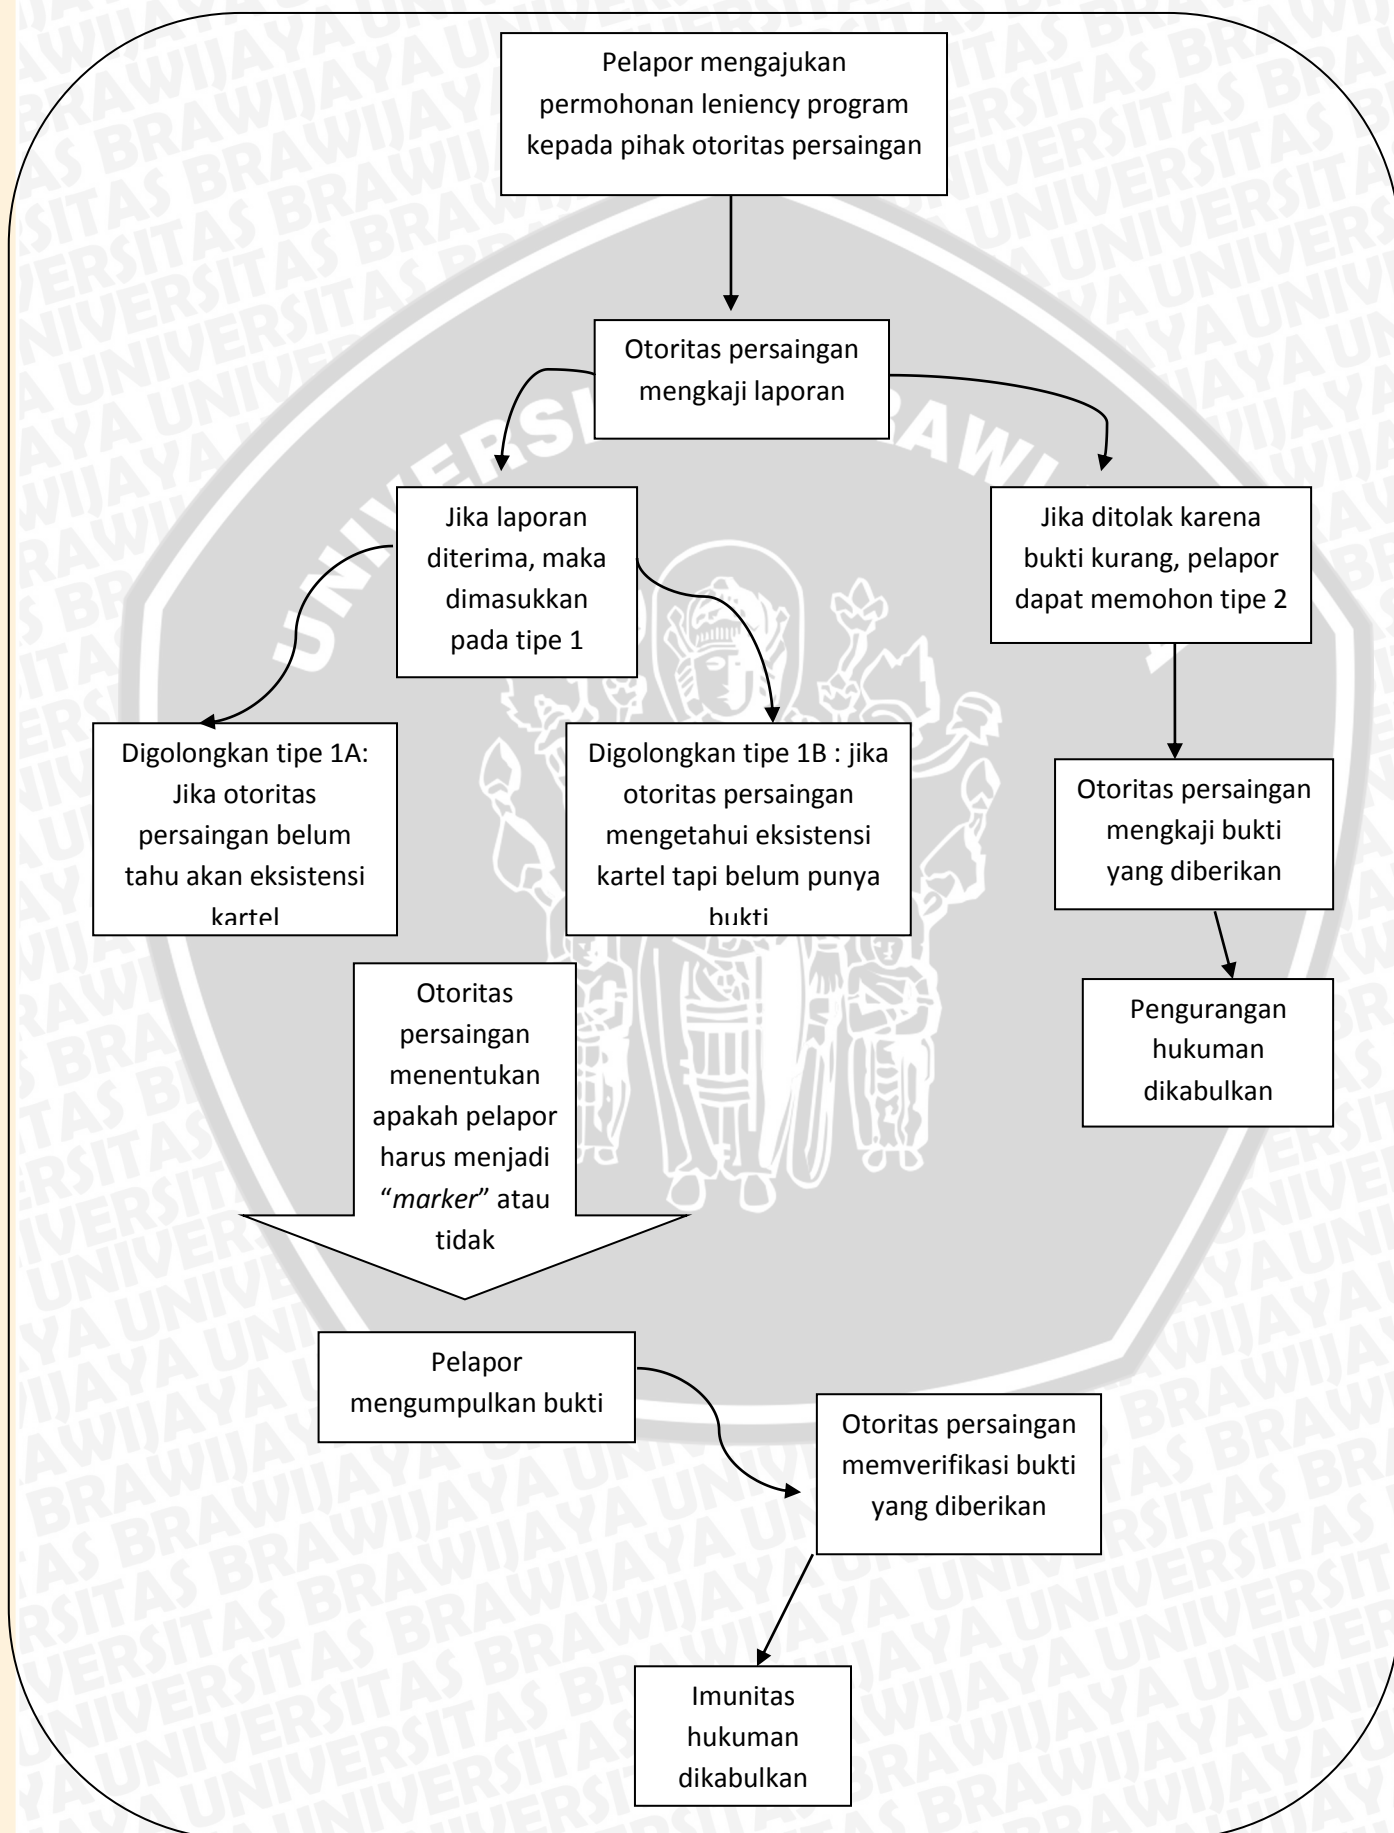 Pelapor mengajukan
permohonan leniency program
kepada pihak otoritas persaingan
Otoritas persaingan
mengkaji laporan
Jika laporan
diterima, maka
dimasukkan
pada tipe 1
Jika ditolak karena
bukti kurang, pelapor
dapat memohon tipe 2
Digolongkan tipe 1A:
Jika otoritas
persaingan belum
tahu akan eksistensi
kartel
Digolongkan tipe 1B : jika
otoritas persaingan
mengetahui eksistensi
kartel tapi belum punya
bukti
Otoritas persaingan
mengkaji bukti
yang diberikan
Otoritas
persaingan
menentukan
apakah pelapor
harus menjadi
“marker” atau
tidak
Pengurangan
hukuman
dikabulkan
Pelapor
mengumpulkan bukti
Otoritas persaingan
memverifikasi bukti
yang diberikan
Imunitas
hukuman
dikabulkan